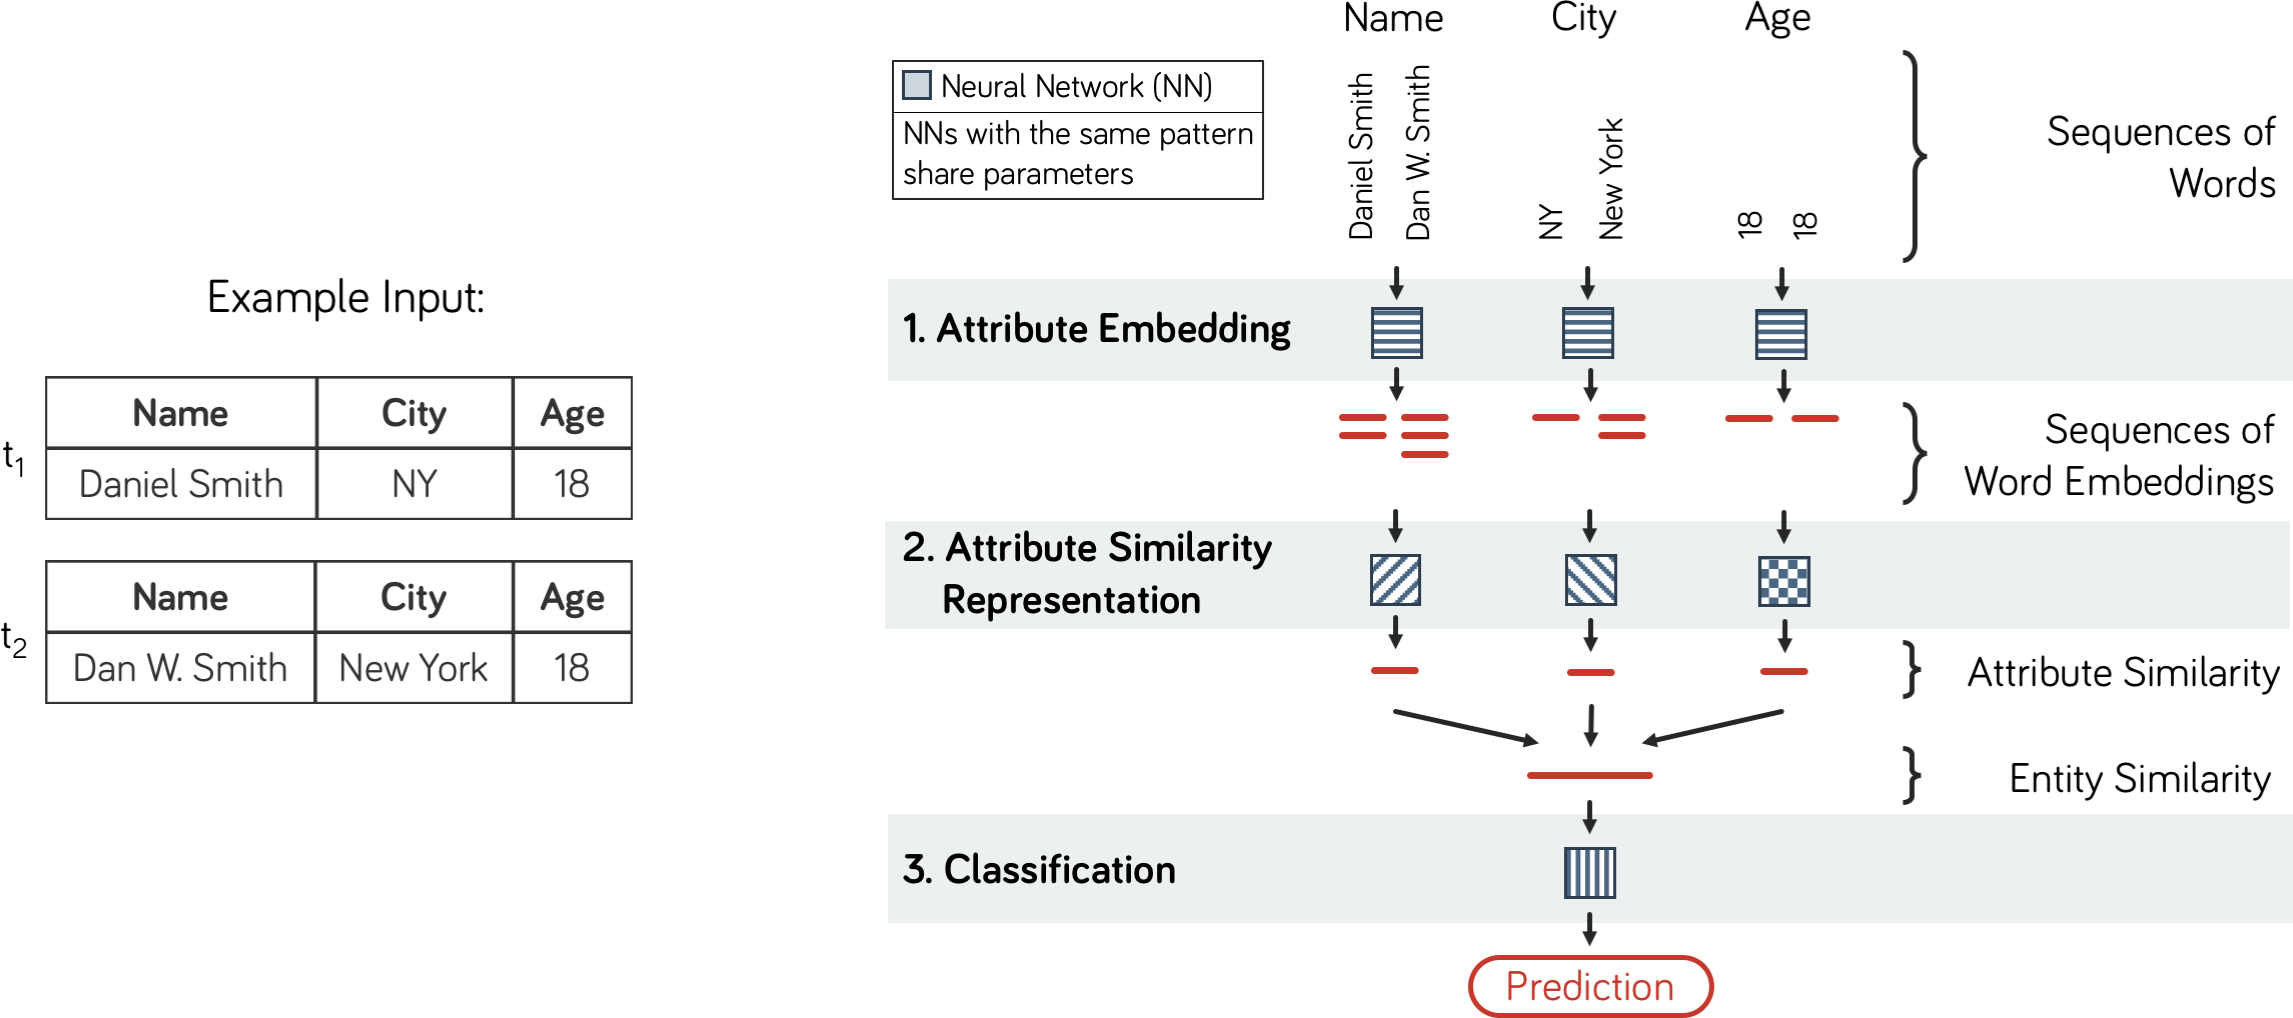 Example Input:
t1
Name City Age
Daniel Smith NY 18
t2
Name City Age
Dan W. Smith New York 18
Name City Age
Neural Network (NN)
NNs with the same pattern
share parameters
Daniel Smith
Dan W. Smith
NY
New York
18
18
Sequences of
Words
1. Attribute Embedding
Sequences of
Word Embeddings
2. Attribute Similarity
Representation
Attribute Similarity
Entity Similarity
3. Classification
Prediction